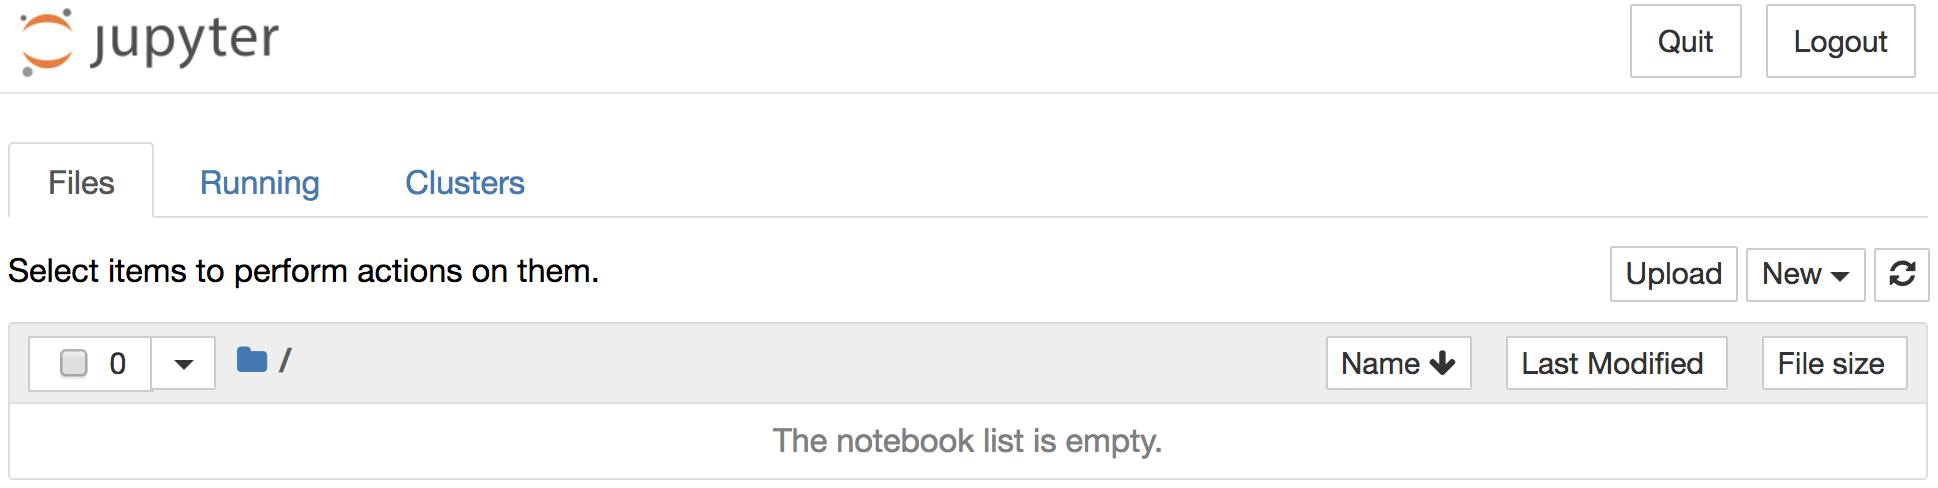 jupyter
Quit Logout
Files Running Clusters
Select items to perform actions on them.
Upload New
0 / Name Last Modified File size
The notebook list is empty.